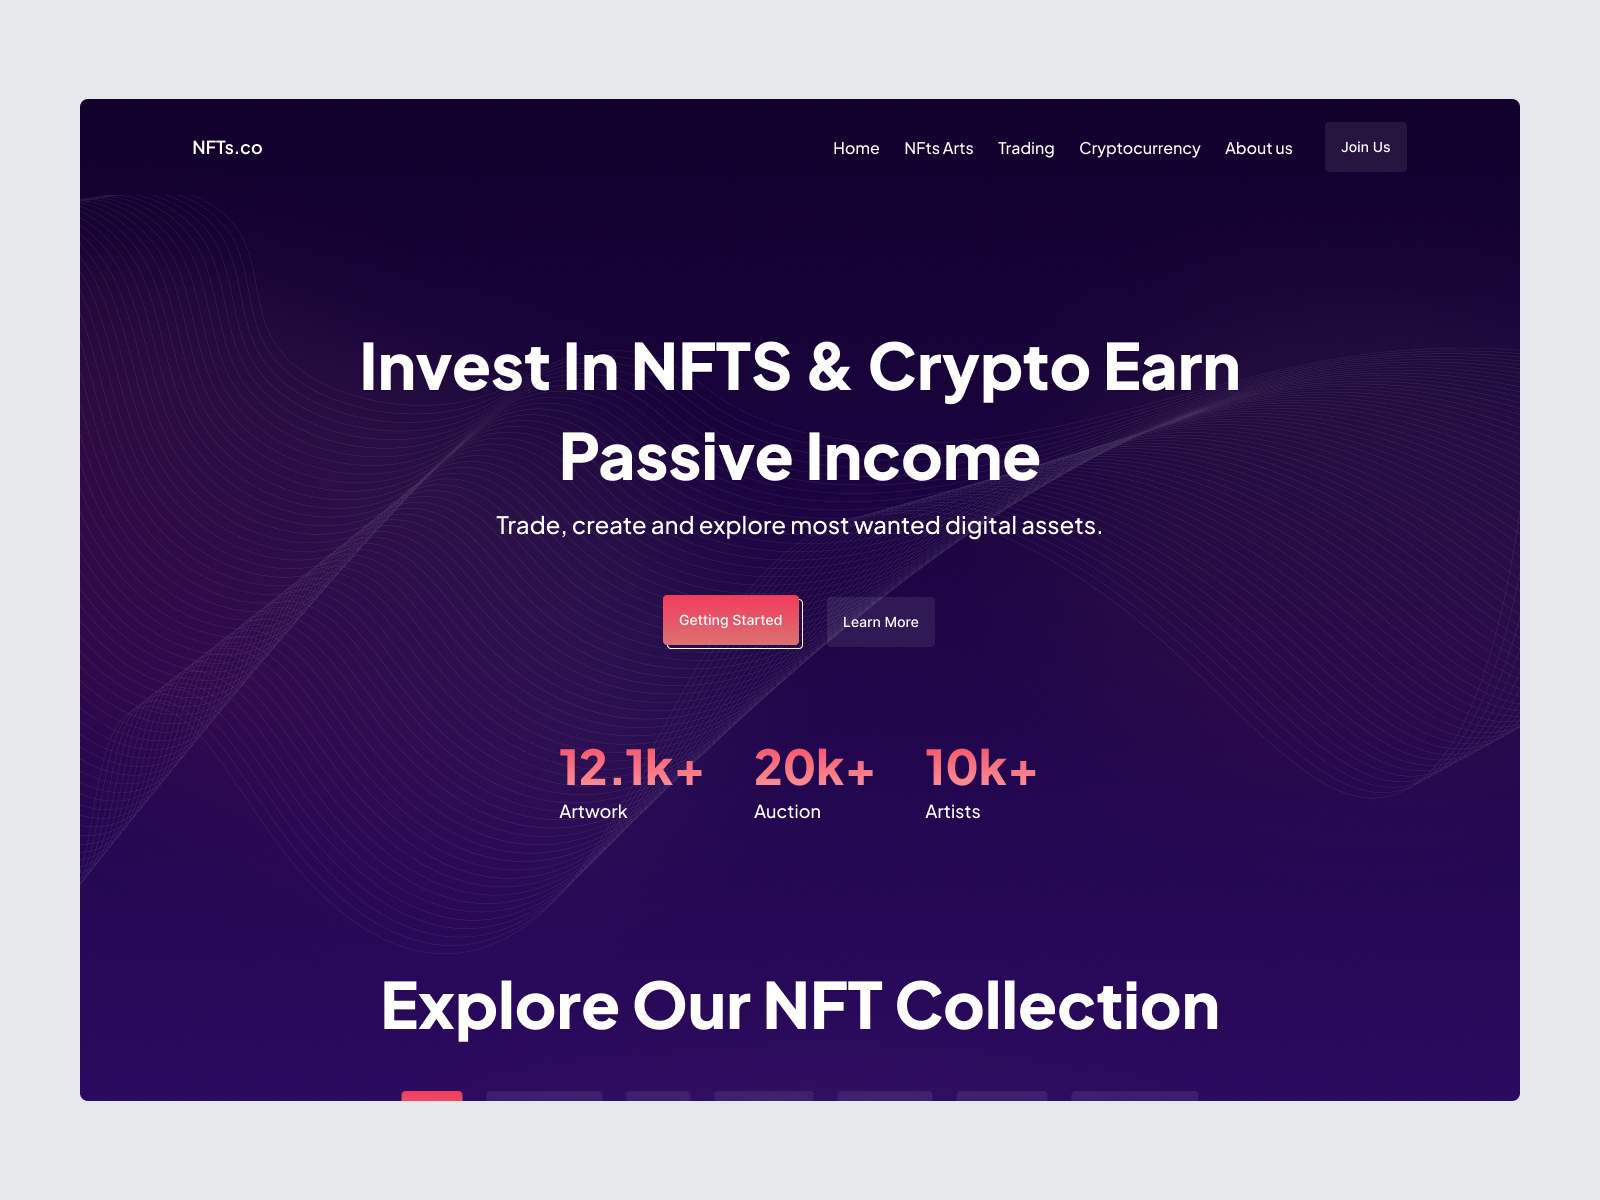 NFTs.co
Home NFts Arts Trading Cryptocurrency About us Join Us
Invest In NFTS & Crypto Earn
Passive Income
Trade, create and explore most wanted digital assets.
Getting Started Learn More
12.1k+ 20k+ 10k+
Artwork Auction Artists
Explore Our NFT Collection